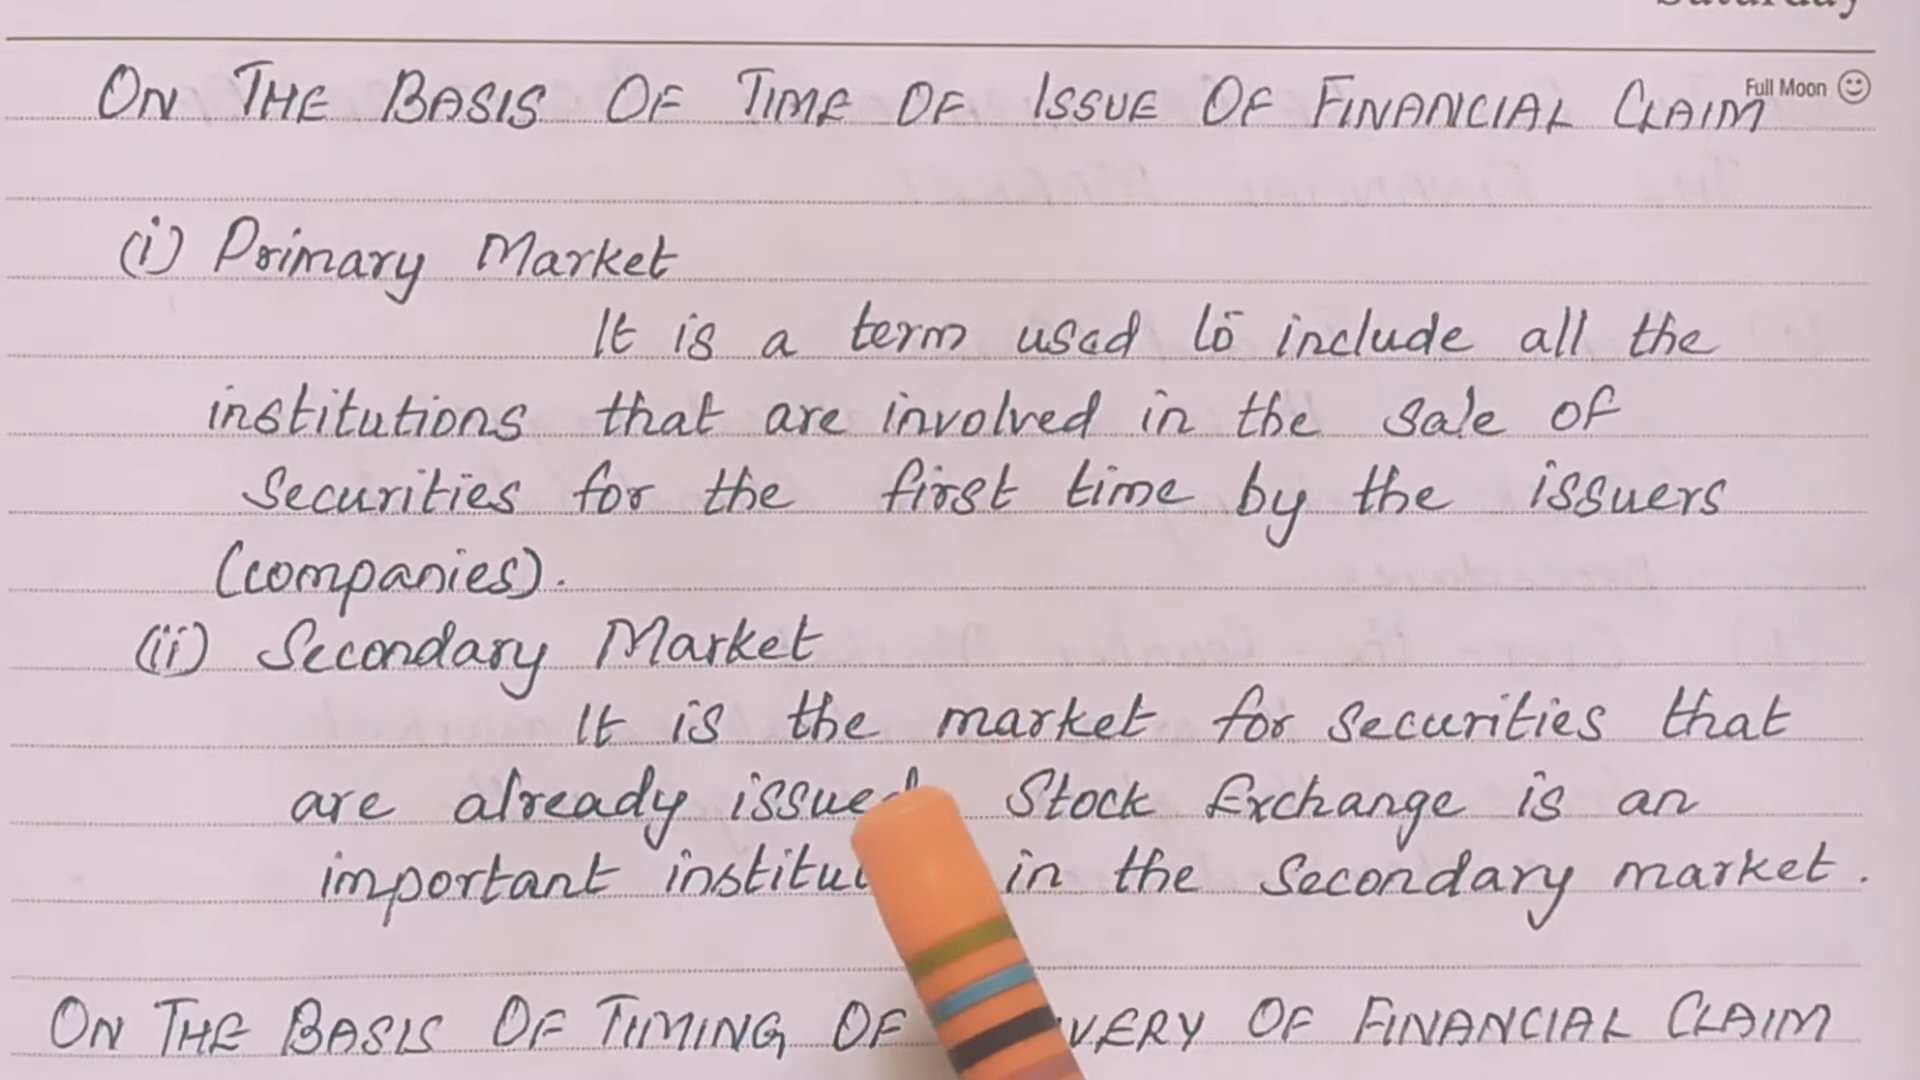 Saturday
ON THE BASIS OF TIME OF ISSUE OF FINANCIAL CLAIM
Full Moon
(i) Primary Market
It is a term used to include all the
institutions that are involved in the sale of
securities for the first time by the issuers
(companies).
(ii) Secondary Market
It is the market for securities that
are already issued Stock Exchange is an
important in the Secondary market.
ON THE BASIS OF TIMING OF OF FINANCIAL CLAIM